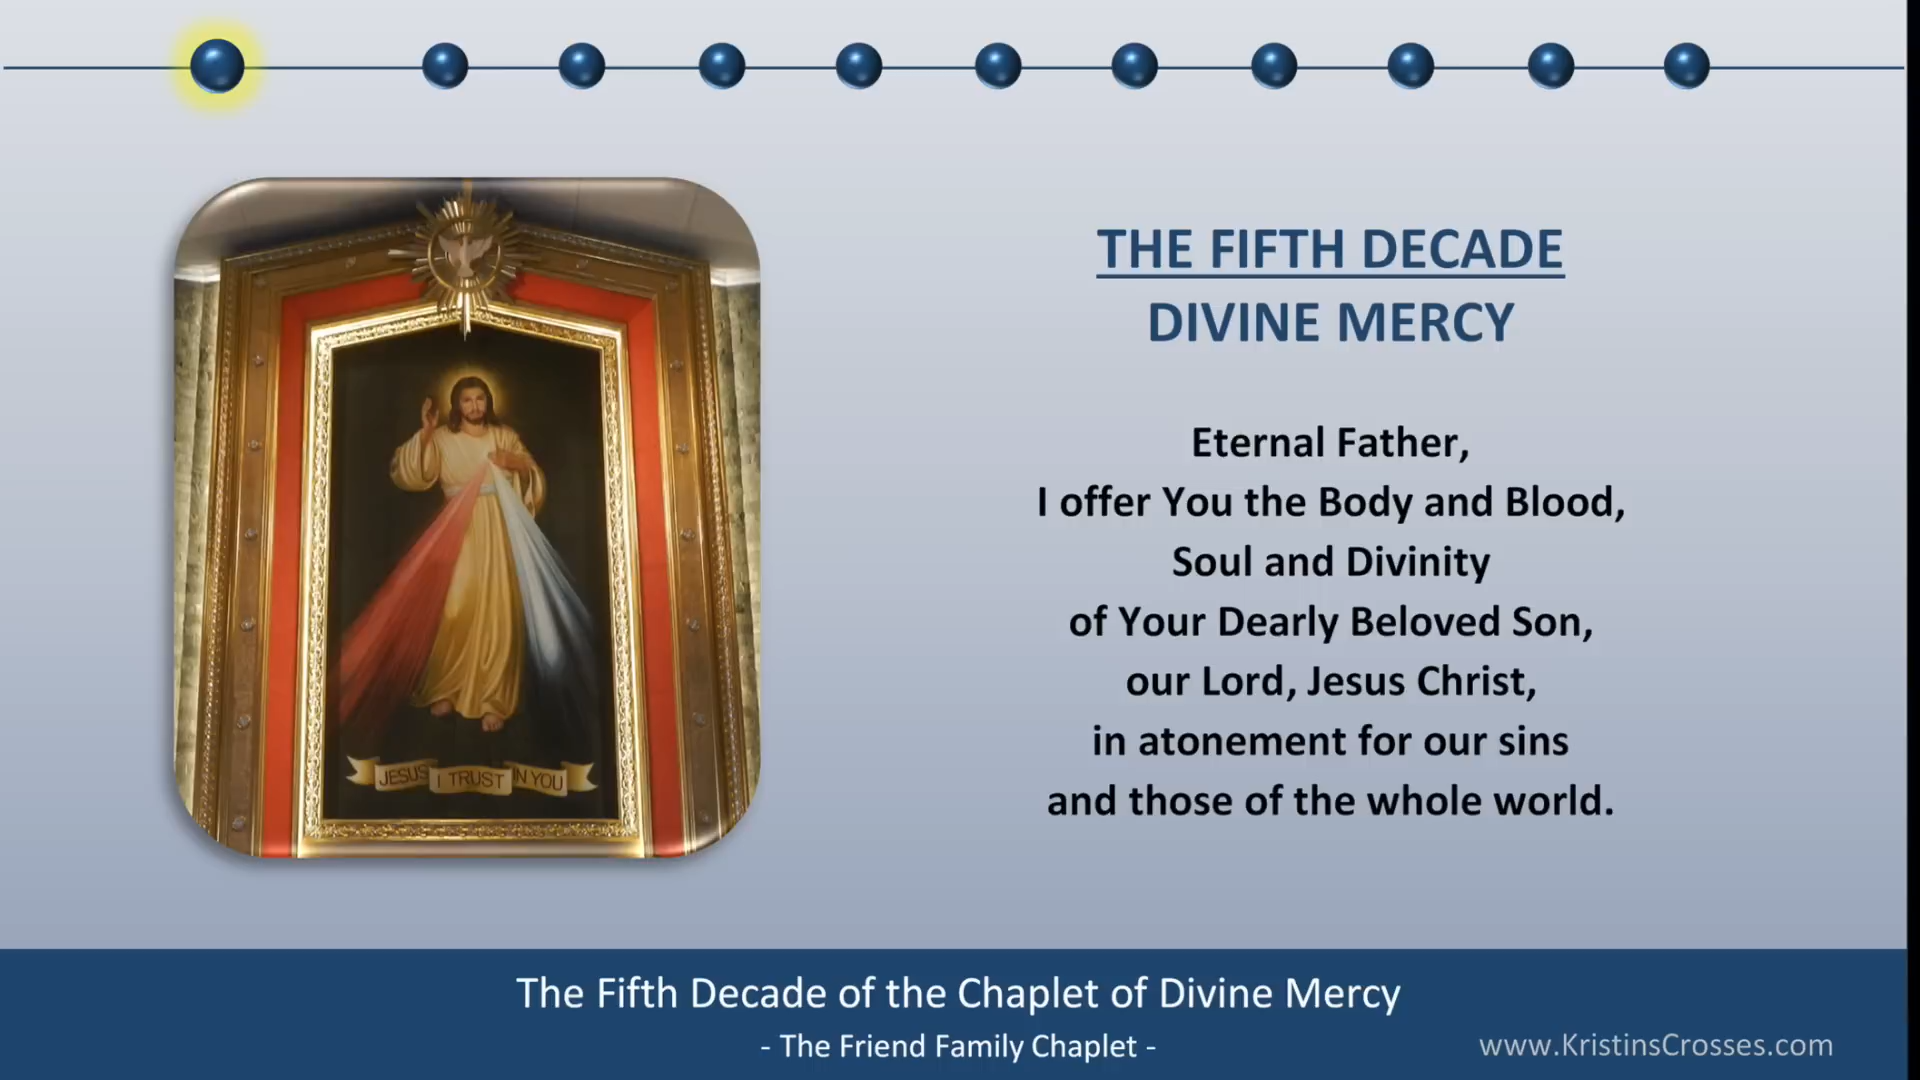 THE FIFTH DECADE
DIVINE MERCY
Eternal Father,
I offer You the Body and Blood,
Soul and Divinity
of Your Dearly Beloved Son,
our Lord, Jesus Christ,
in atonement for our sins
and those of the whole world.
JESUS I TRUST IN YOU
The Fifth Decade of the Chaplet of Divine Mercy
- The Friend Family Chaplet -
www.KristinsCrosses.com